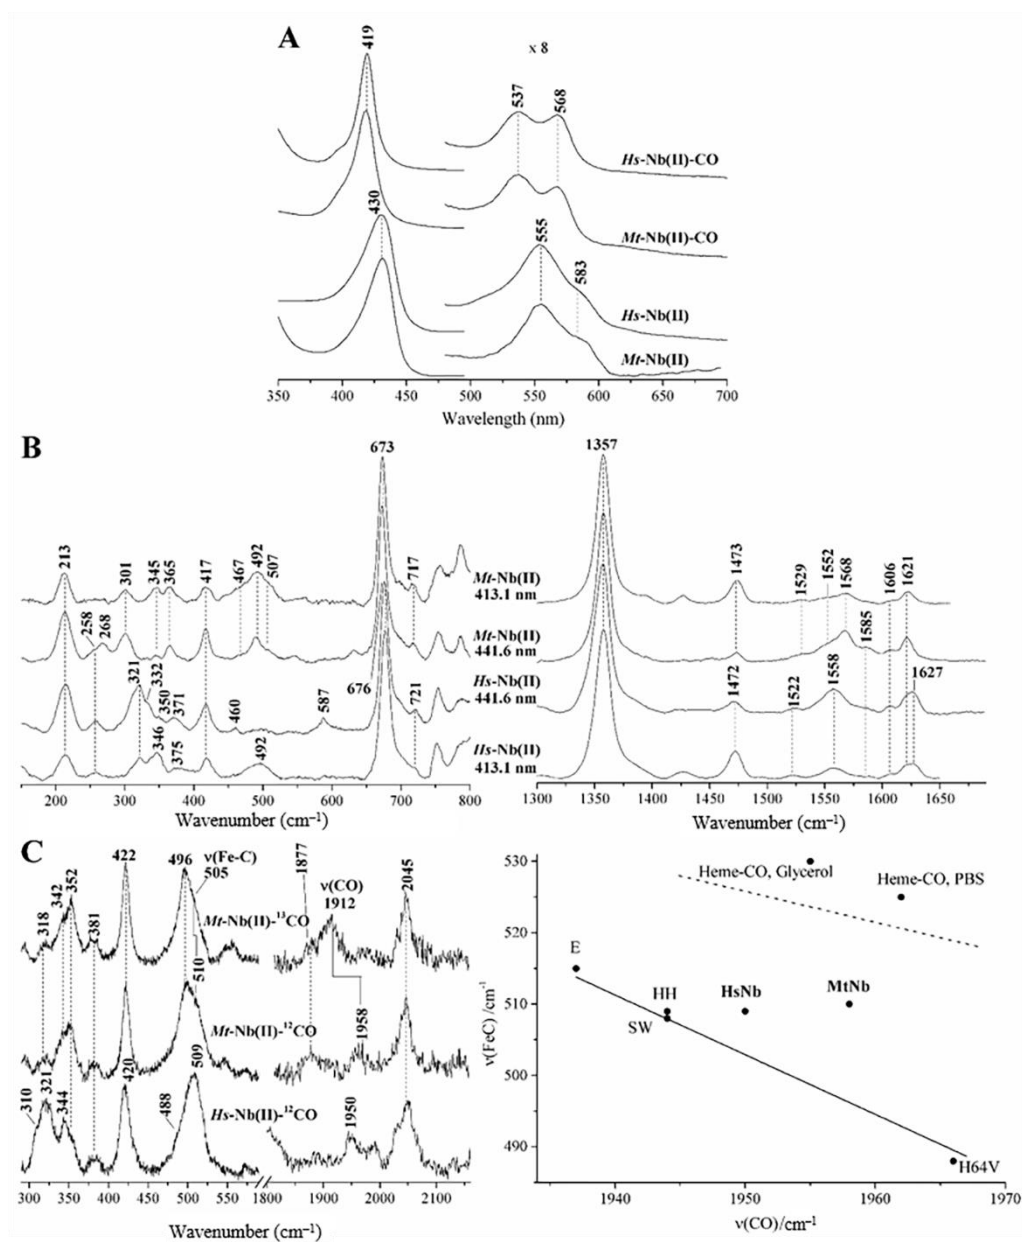 A
419
x 8
537
568
Hs-Nb(II)-CO
430
Mt-Nb(II)-CO
555
583
Hs-Nb(II)
Mt-Nb(II)
350 400 450 500 550 600 650 700
Wavelength (nm)
B
673
1357
213
301
345
365
417
467
492
507
717
Mt-Nb(II)
413.1 nm
1473
1529
1552
1568
1606
1621
258
268
Mt-Nb(II)
441.6 nm
1585
321
332
350
371
460
587
676
721
Hs-Nb(II)
441.6 nm
1472
1522
1558
1627
346
375
492
Hs-Nb(II)
413.1 nm
200 300 400 500 600 700 800
1300 1350 1400 1450 1500 1550 1600 1650
Wavenumber (cm–1)
Wavenumber (cm–1)
C
318
342
352
381
422
496
ν(Fe-C)
505
1877
ν(CO)
1912
2045
Mt-Nb(II)-13CO
510
Mt-Nb(II)-12CO
1958
310
321
344
420
488
509
Hs-Nb(II)-12CO
1950
300 350 400 450 500 550
1900 2000 2100
Wavenumber (cm–1)
530
520
510
500
490
ν(FeC) /cm-1
Heme-CO, Glycerol
Heme-CO, PBS
E
HH
SW
HsNb
MtNb
H64V
1940 1950 1960 1970
ν(CO)/cm–1